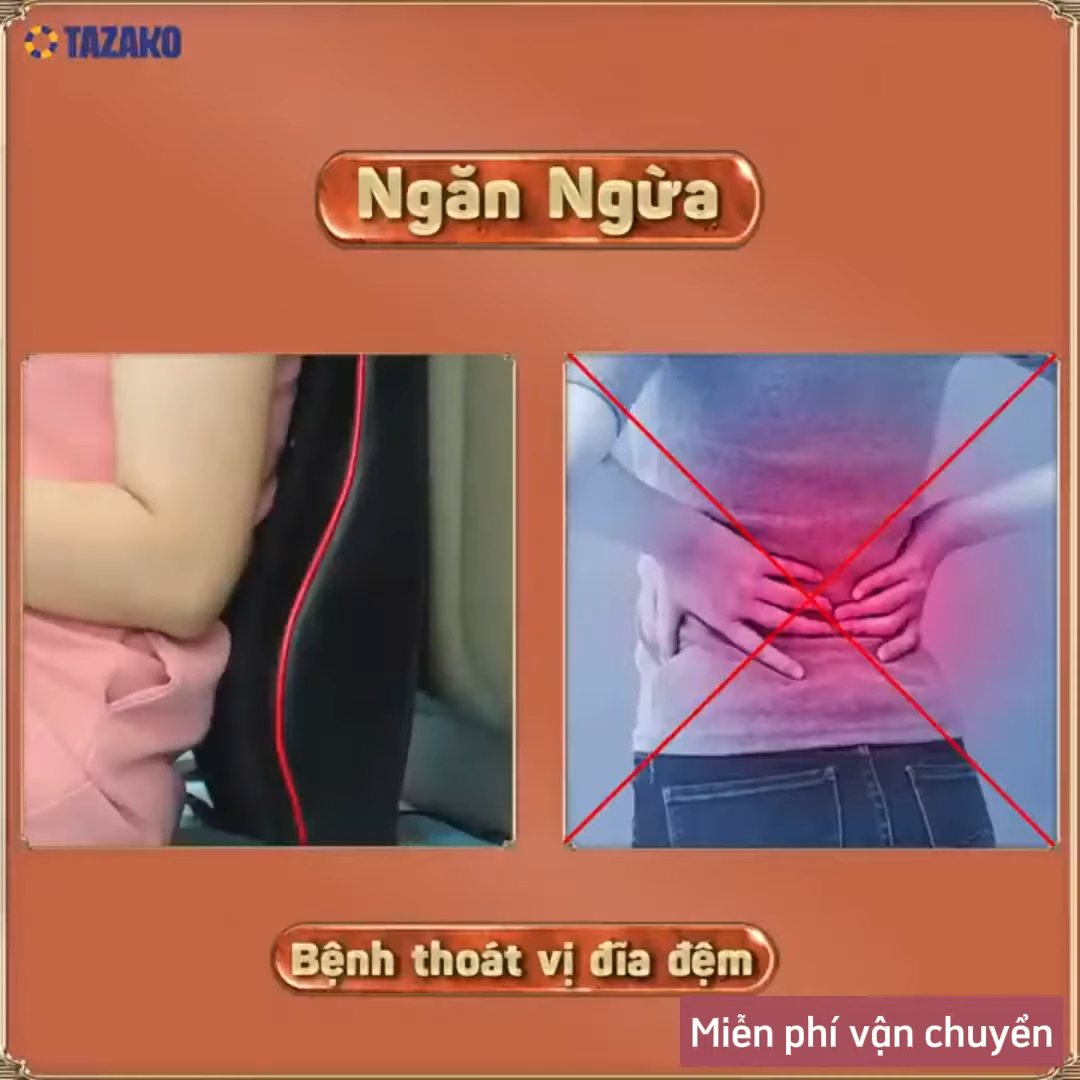 TAZAKO
Ngăn Ngừa
Bệnh thoát vị đĩa đệm
Miễn phí vận chuyển